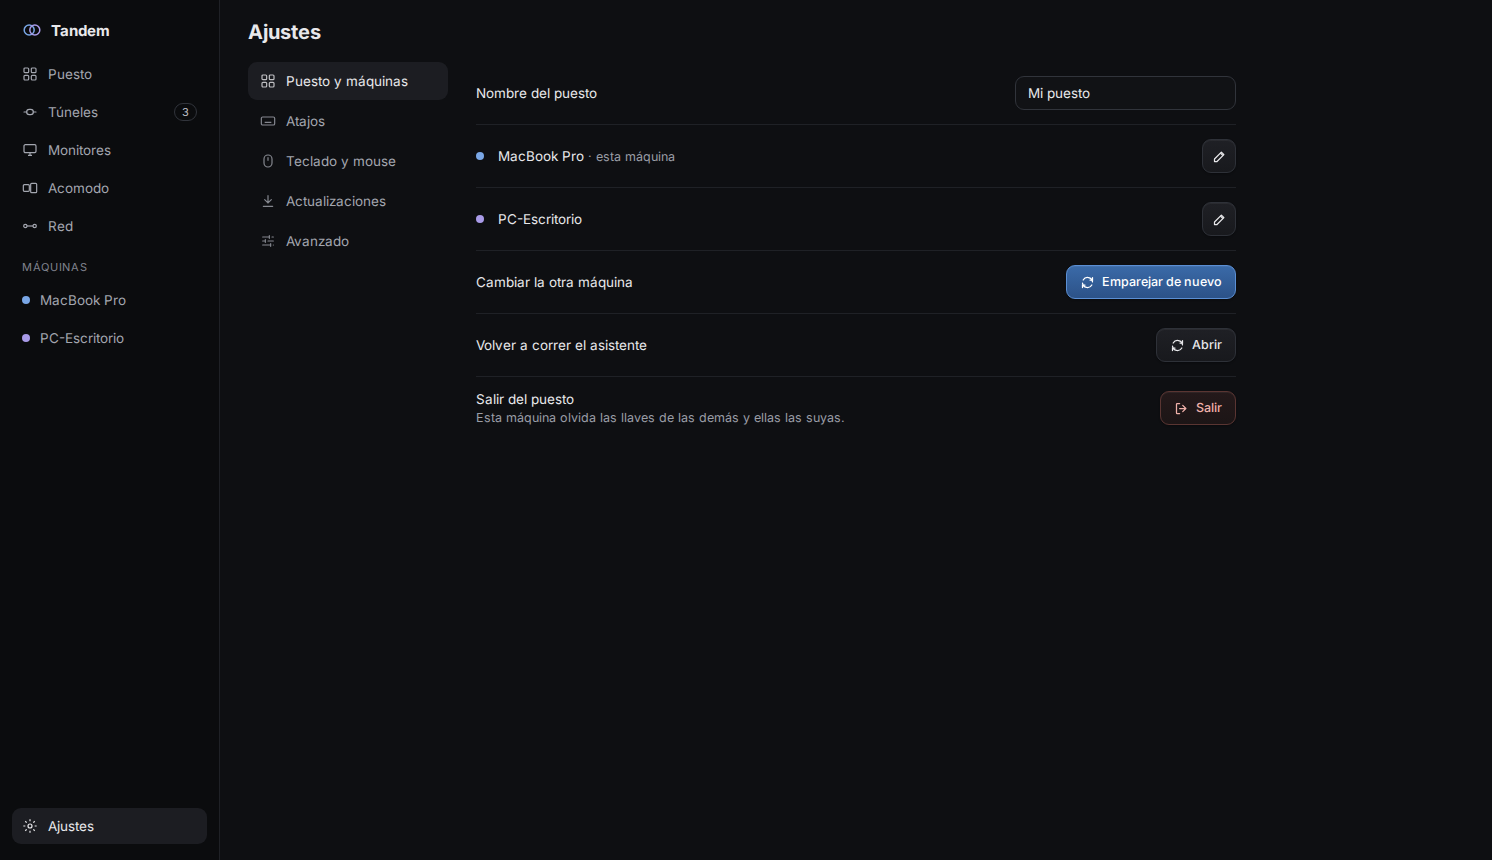 Tandem
Puesto
Túneles 3
Monitores
Acomodo
Red
MÁQUINAS
MacBook Pro
PC-Escritorio
Ajustes
Ajustes
Puesto y máquinas
Atajos
Teclado y mouse
Actualizaciones
Avanzado
Nombre del puesto Mi puesto
MacBook Pro · esta máquina
PC-Escritorio
Cambiar la otra máquina Emparejar de nuevo
Volver a correr el asistente Abrir
Salir del puesto Salir
Esta máquina olvida las llaves de las demás y ellas las suyas.